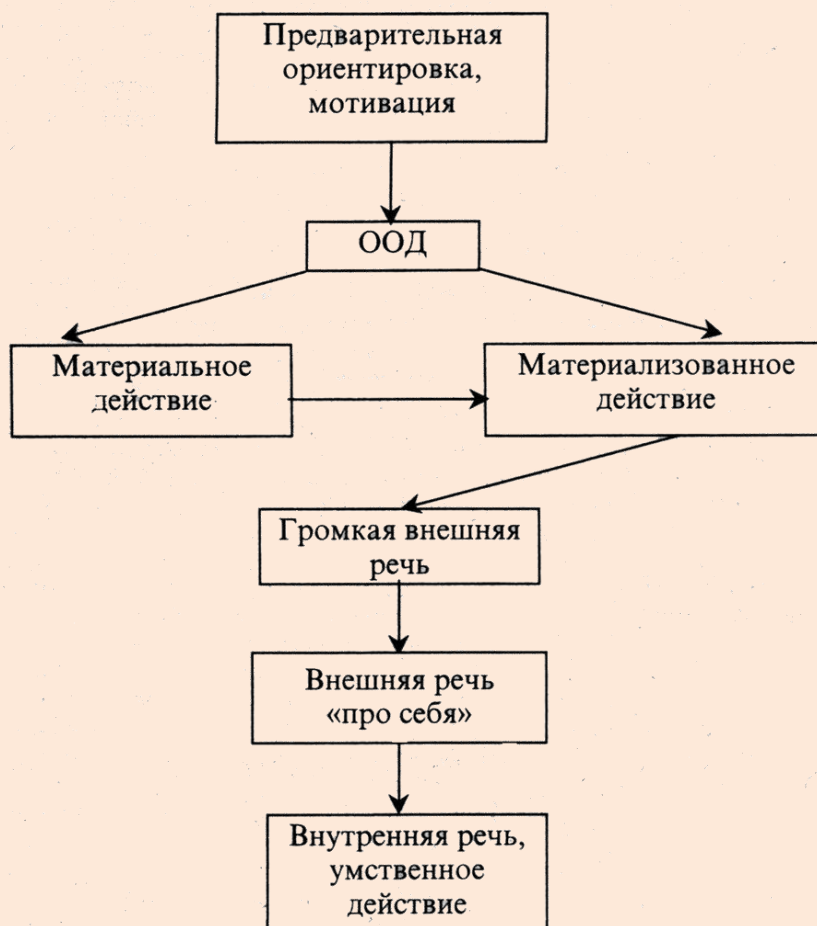 Предварительная
ориентировка,
мотивация
ООД
Материальное
действие
Материализованное
действие
Громкая внешняя
речь
Внешняя речь
«про себя»
Внутренняя речь,
умственное
действие